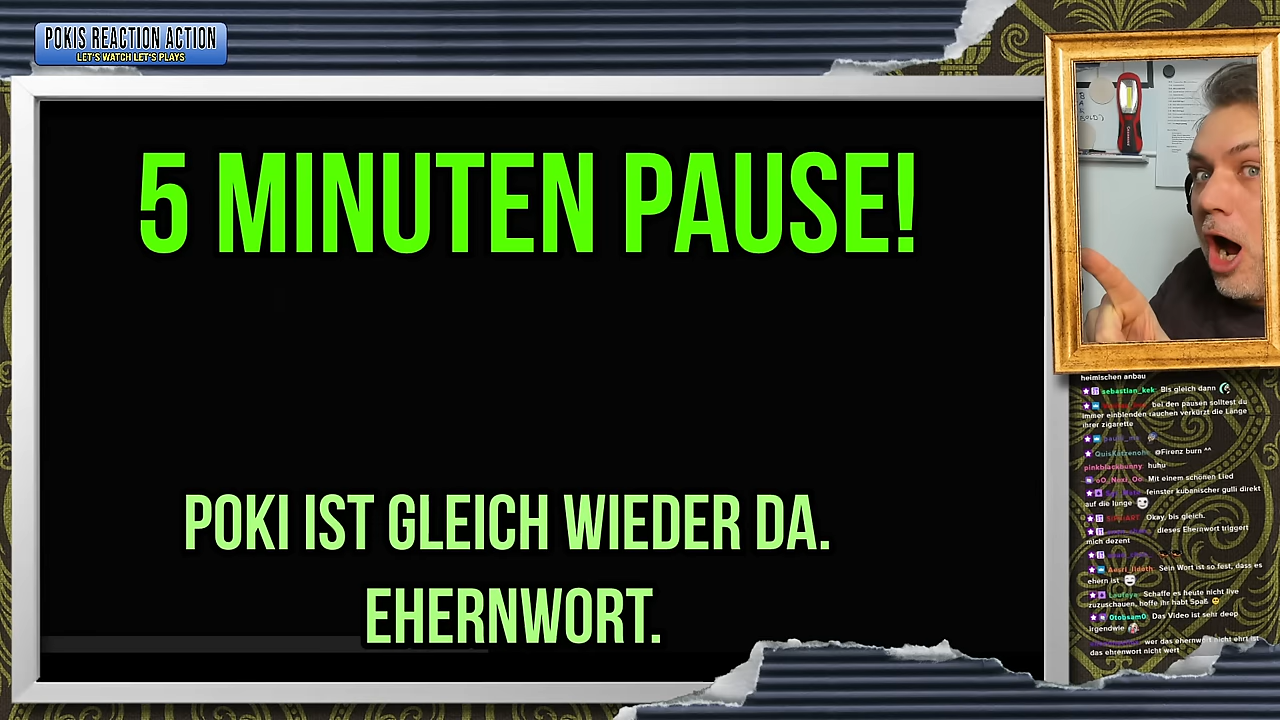 POKIS REACTION ACTION
LET'S WATCH LET'S PLAYS
5 MINUTEN PAUSE!
POKI IST GLEICH WIEDER DA.
EHERNWORT.
heimischen anbau
sebastian_kek: Bis gleich dann
bei den pausen solltest du
immer einblenden rauchen verkürzt die Länge
ihrer zigarette
@Firenz burn ^^
pinkblackbunny: huhu
Mit einem schönen Lied
feinster kubanischer gulli direkt
auf die lunge
Okay, bis gleich.
dieses Ehernwort triggert
mich dezent
Sein Wort ist so fest, dass es
ehern ist
Laufeya: Schaffe es heute nicht live
zuzuschauen, hoffe ihr habt Spaß
0tobsam0: Das Video ist sehr deep
irgendwie
wer das ehernwort nicht ehrt ist
das ehrenwort nicht wert